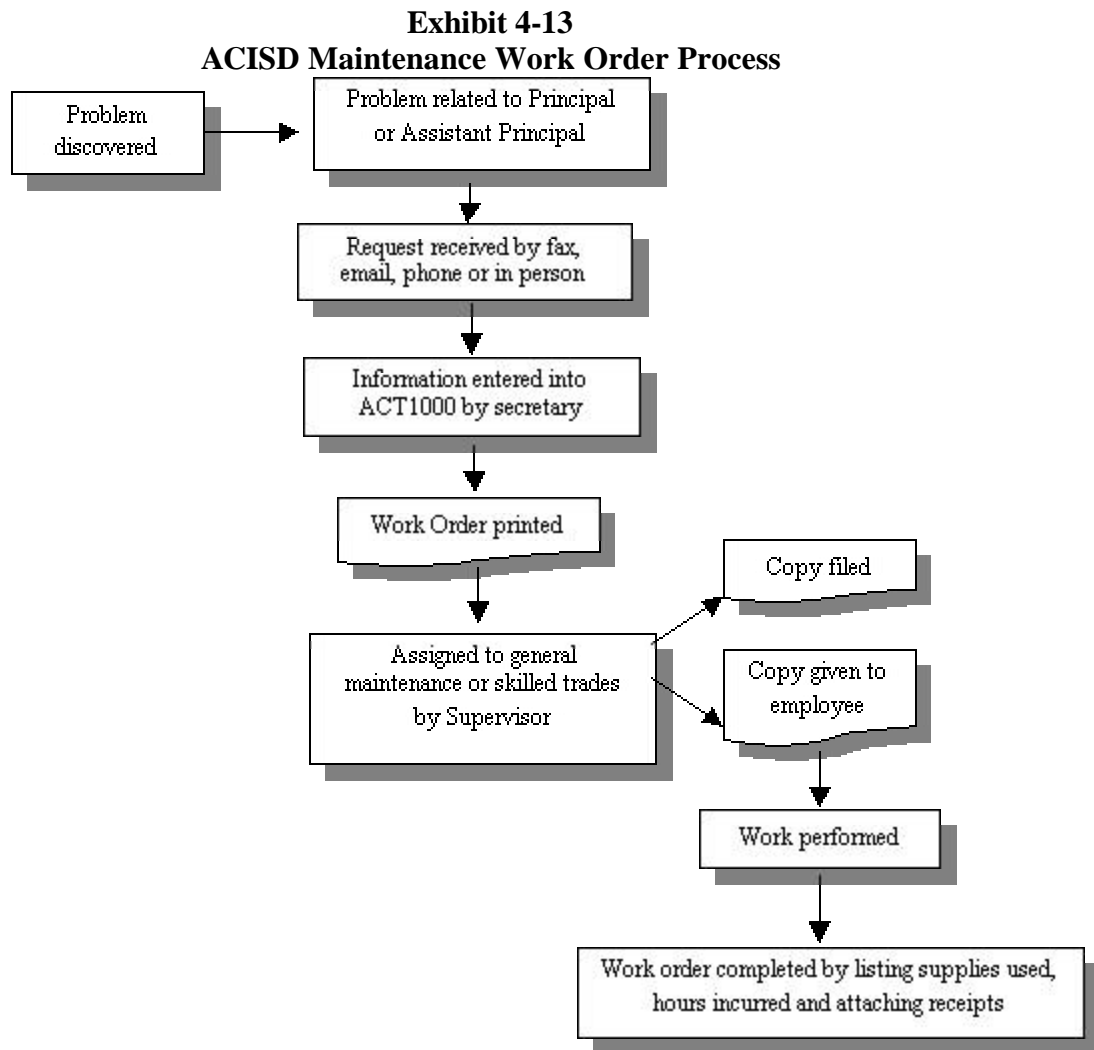 Exhibit 4-13
ACISD Maintenance Work Order Process
Problem
discovered
Problem related to Principal
or Assistant Principal
Request received by fax,
email, phone or in person
Information entered into
ACT1000 by secretary
Work Order printed
Assigned to general
maintenance or skilled trades
by Supervisor
Copy filed
Copy given to
employee
Work performed
Work order completed by listing supplies used,
hours incurred and attaching receipts